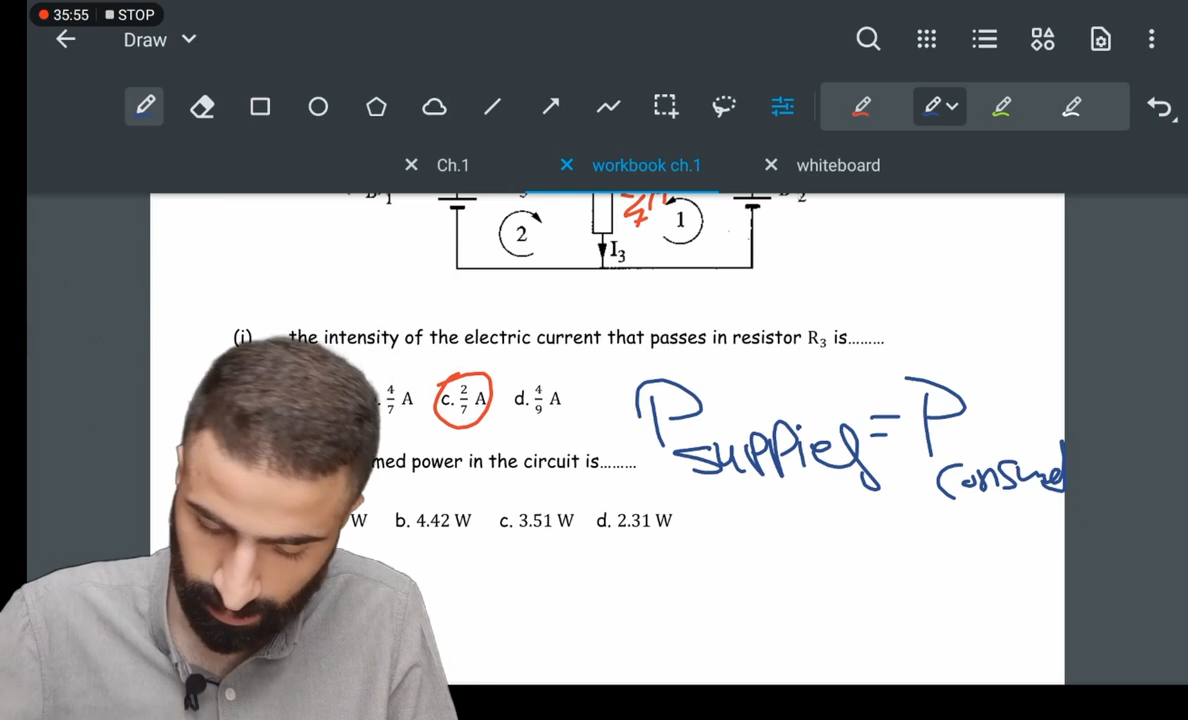 35:55 STOP
Draw
Ch.1
workbook ch.1
whiteboard
2
1
I3
(i) the intensity of the electric current that passes in resistor R3 is.........
4/7 A c. 2/7 A d. 4/9 A
P supplied = P consumed
med power in the circuit is.........
W b. 4.42 W c. 3.51 W d. 2.31 W